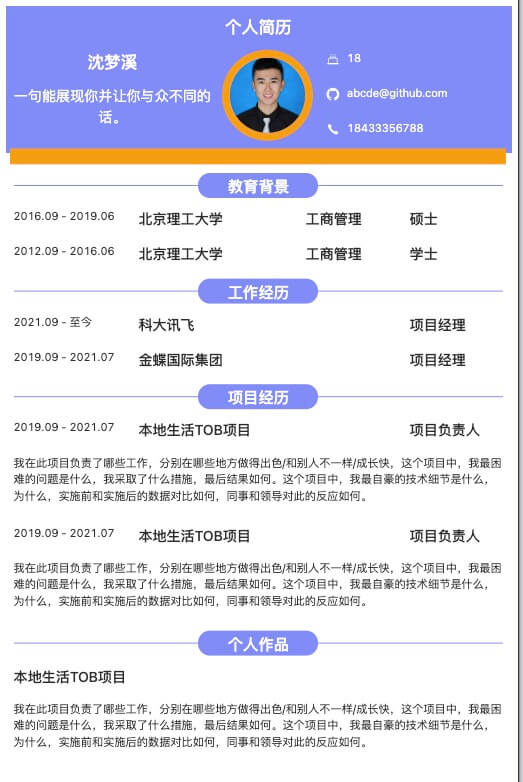 个人简历
沈梦溪
一句能展现你并让你与众不同的
话。
18
abcde@github.com
18433356788
教育背景
2016.09 - 2019.06 北京理工大学 工商管理 硕士
2012.09 - 2016.06 北京理工大学 工商管理 学士
工作经历
2021.09 - 至今 科大讯飞 项目经理
2019.09 - 2021.07 金蝶国际集团 项目经理
项目经历
2019.09 - 2021.07 本地生活TOB项目 项目负责人
我在此项目负责了哪些工作，分别在哪些地方做得出色/和别人不一样/成长快，这个项目中，我最困
难的问题是什么，我采取了什么措施，最后结果如何。这个项目中，我最自豪的技术细节是什么，
为什么，实施前和实施后的数据对比如何，同事和领导对此的反应如何。
2019.09 - 2021.07 本地生活TOB项目 项目负责人
我在此项目负责了哪些工作，分别在哪些地方做得出色/和别人不一样/成长快，这个项目中，我最困
难的问题是什么，我采取了什么措施，最后结果如何。这个项目中，我最自豪的技术细节是什么，
为什么，实施前和实施后的数据对比如何，同事和领导对此的反应如何。
个人作品
本地生活TOB项目
我在此项目负责了哪些工作，分别在哪些地方做得出色/和别人不一样/成长快，这个项目中，我最困
难的问题是什么，我采取了什么措施，最后结果如何。这个项目中，我最自豪的技术细节是什么，
为什么，实施前和实施后的数据对比如何，同事和领导对此的反应如何。